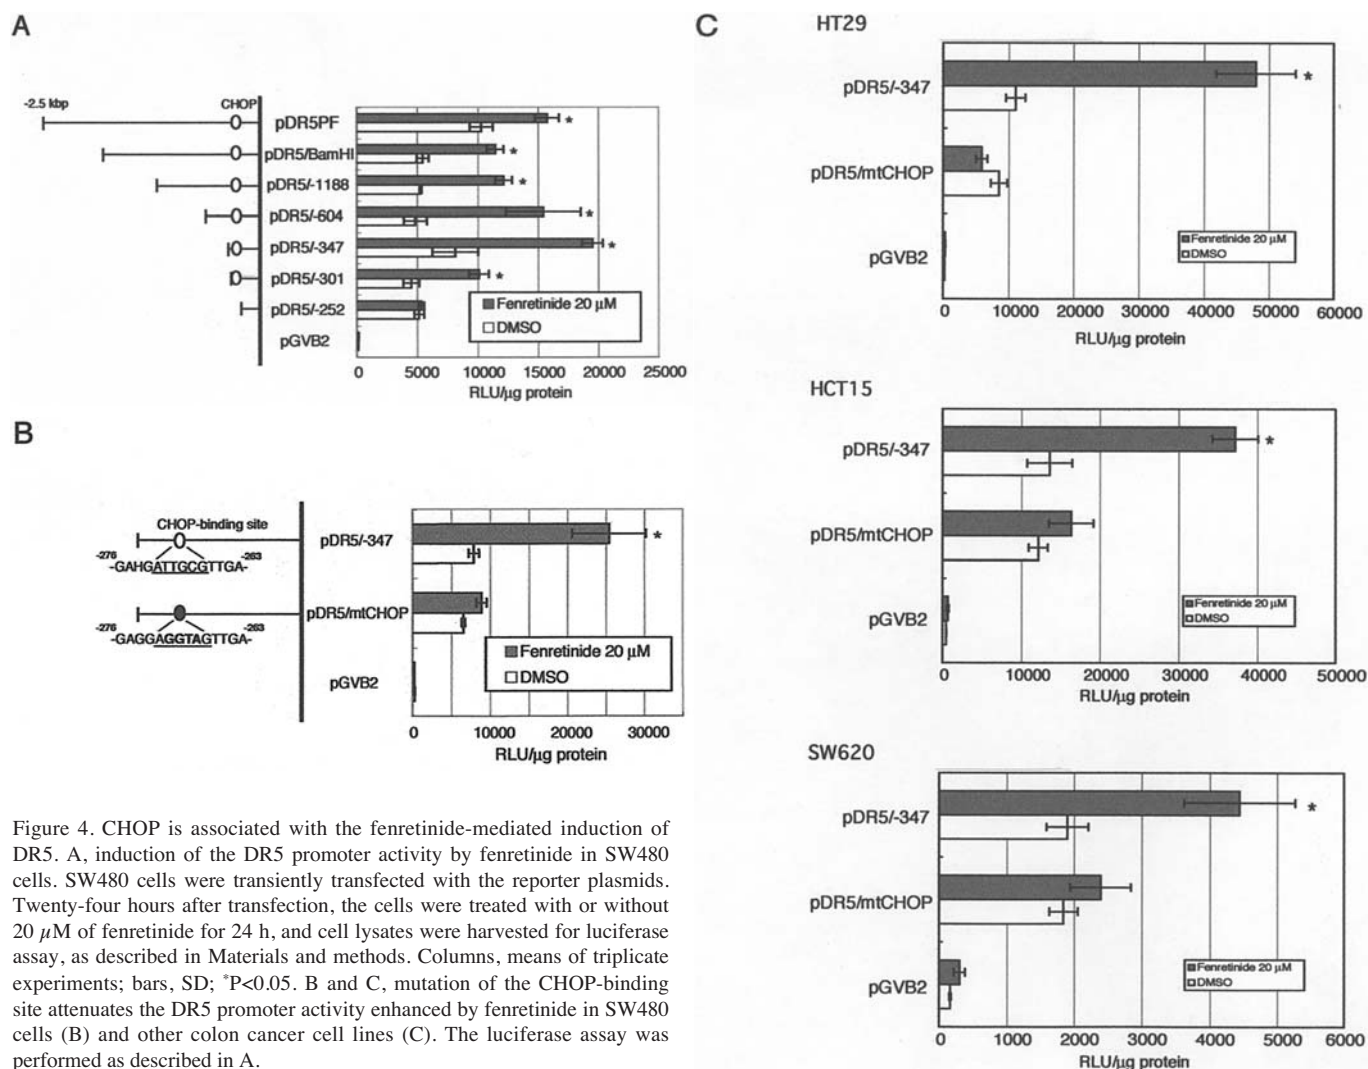 A
-2.5 kbp
CHOP
pDR5PF
pDR5/BamHI
pDR5/-1188
pDR5/-604
pDR5/-347
pDR5/-301
pDR5/-252
pGVB2
*
*
*
*
*
*
Fenretinide 20 µM
DMSO
0 5000 10000 15000 20000 25000
RLU/µg protein
B
CHOP-binding site
-276 -263
-GAHGATTGCGTTGA-
-276 -263
-GAGGAGGTAGTTGA-
pDR5/-347
pDR5/mtCHOP
pGVB2
*
Fenretinide 20 µM
DMSO
0 10000 20000 30000
RLU/µg protein
Figure 4. CHOP is associated with the fenretinide-mediated induction of
DR5. A, induction of the DR5 promoter activity by fenretinide in SW480
cells. SW480 cells were transiently transfected with the reporter plasmids.
Twenty-four hours after transfection, the cells were treated with or without
20 µM of fenretinide for 24 h, and cell lysates were harvested for luciferase
assay, as described in Materials and methods. Columns, means of triplicate
experiments; bars, SD; *P<0.05. B and C, mutation of the CHOP-binding
site attenuates the DR5 promoter activity enhanced by fenretinide in SW480
cells (B) and other colon cancer cell lines (C). The luciferase assay was
performed as described in A.
C
HT29
pDR5/-347
pDR5/mtCHOP
pGVB2
*
Fenretinide 20 µM
DMSO
0 10000 20000 30000 40000 50000 60000
RLU/µg protein
HCT15
pDR5/-347
pDR5/mtCHOP
pGVB2
*
Fenretinide 20 µM
DMSO
0 10000 20000 30000 40000 50000
RLU/µg protein
SW620
pDR5/-347
pDR5/mtCHOP
pGVB2
*
Fenretinide 20 µM
DMSO
0 1000 2000 3000 4000 5000 6000
RLU/µg protein